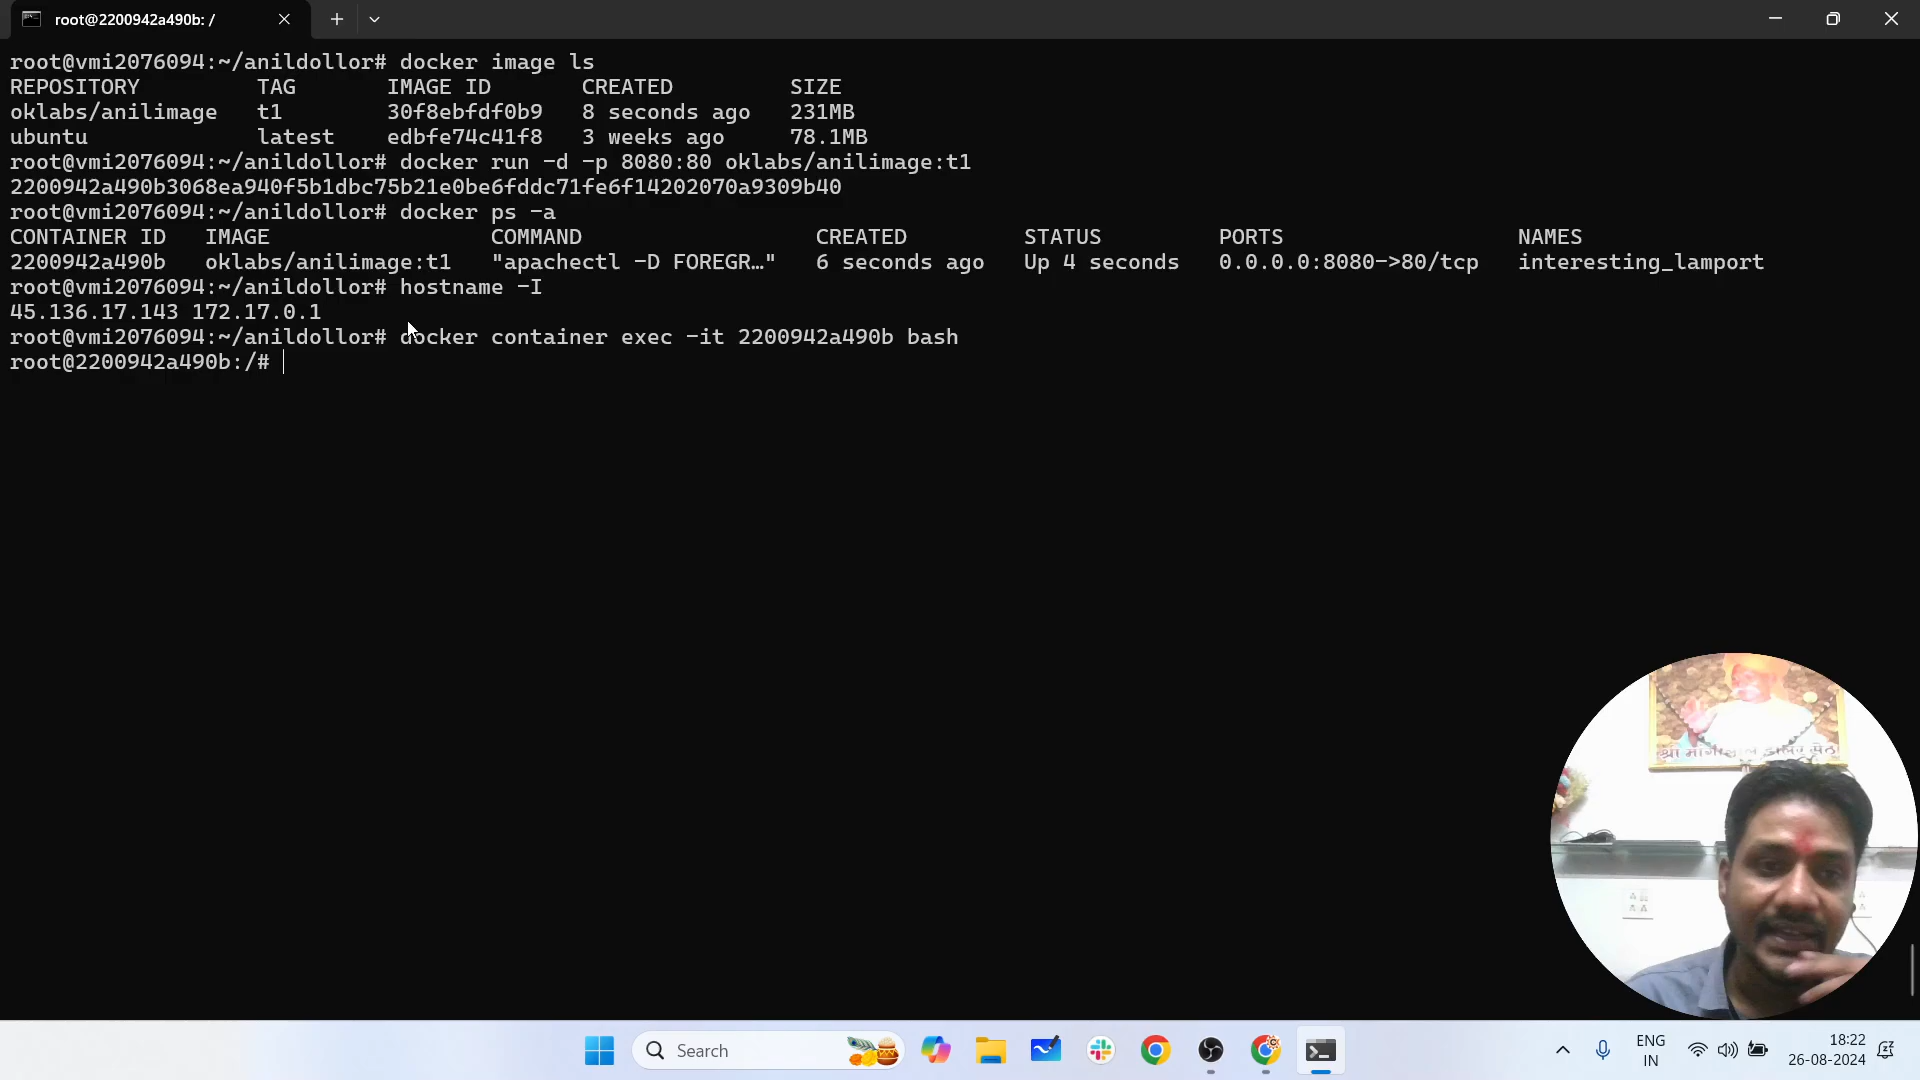 root@2200942a490b: /
root@vmi2076094:~/anildollor# docker image ls
REPOSITORY TAG IMAGE ID CREATED SIZE
oklabs/anilimage t1 30f8ebfdf0b9 8 seconds ago 231MB
ubuntu latest edbfe74c41f8 3 weeks ago 78.1MB
root@vmi2076094:~/anildollor# docker run -d -p 8080:80 oklabs/anilimage:t1
2200942a490b3068ea940f5b1dbc75b21e0be6fddc71fe6f14202070a9309b40
root@vmi2076094:~/anildollor# docker ps -a
CONTAINER ID IMAGE COMMAND CREATED STATUS PORTS NAMES
2200942a490b oklabs/anilimage:t1 "apachectl -D FOREGR…" 6 seconds ago Up 4 seconds 0.0.0.0:8080->80/tcp interesting_lamport
root@vmi2076094:~/anildollor# hostname -I
45.136.17.143 172.17.0.1
root@vmi2076094:~/anildollor# docker container exec -it 2200942a490b bash
root@2200942a490b:/#
श्री
Search
ENG
IN
18:22
26-08-2024